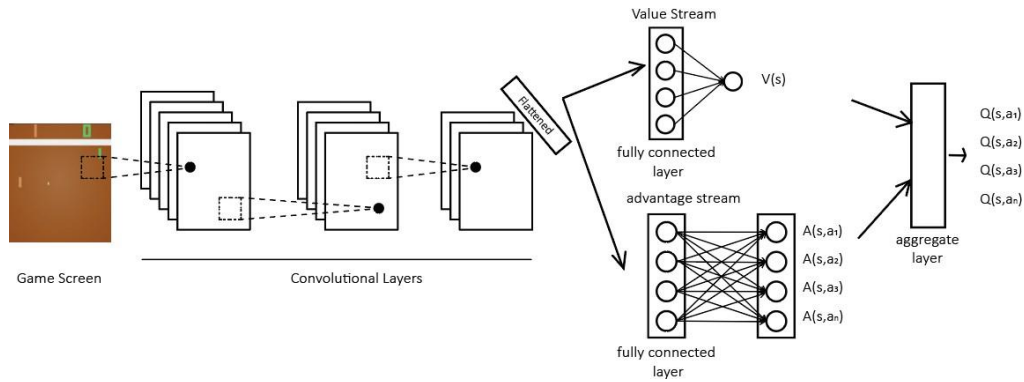 Game Screen
Convolutional Layers
Flattened
Value Stream
V(s)
fully connected
layer
advantage stream
A(s,a₁)
A(s,a₂)
A(s,a₃)
A(s,aₙ)
fully connected
layer
aggregate
layer
Q(s,a₁)
Q(s,a₂)
Q(s,a₃)
Q(s,aₙ)